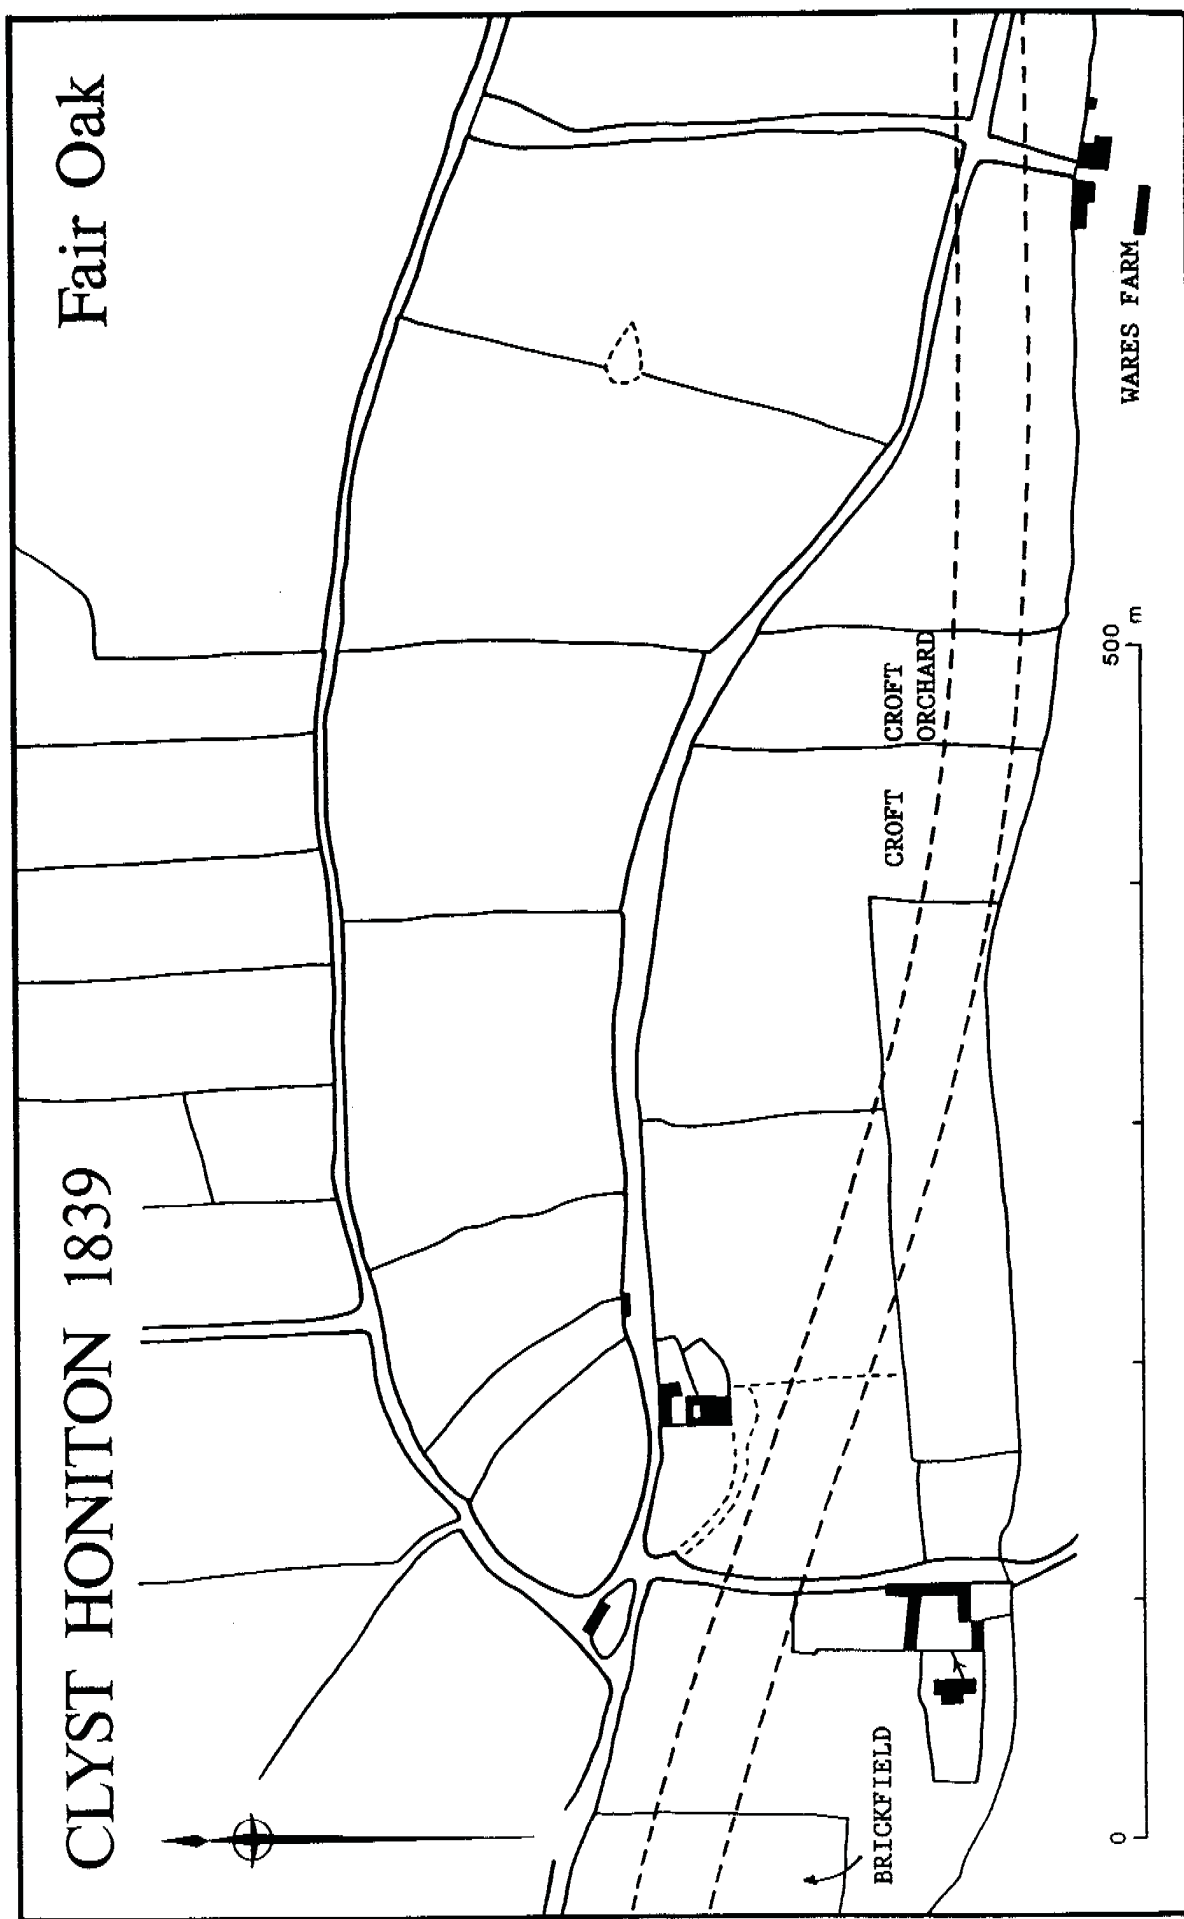 CLYST HONITON 1839
Fair Oak
CROFT
CROFT
ORCHARD
BRICKFIELD
WARES FARM
0
500
m